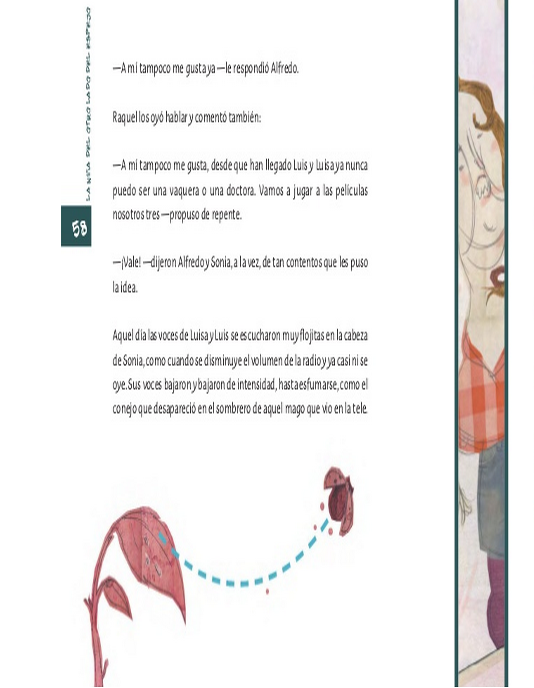 LA NIÑA DEL OTRO LADO DEL ESPEJO
58
—A mí tampoco me gusta ya —le respondió Alfredo.
Raquel los oyó hablar y comentó también:
—A mí tampoco me gusta, desde que han llegado Luis y Luisa ya nunca
puedo ser una vaquera o una doctora. Vamos a jugar a las películas
nosotros tres —propuso de repente.
—¡Vale! —dijeron Alfredo y Sonia, a la vez, de tan contentos que les puso
la idea.
Aquel día las voces de Luisa y Luis se escucharon muy flojitas en la cabeza
de Sonia, como cuando se disminuye el volumen de la radio y ya casi ni se
oye. Sus voces bajaron y bajaron de intensidad, hasta esfumarse, como el
conejo que desapareció en el sombrero de aquel mago que vio en la tele.